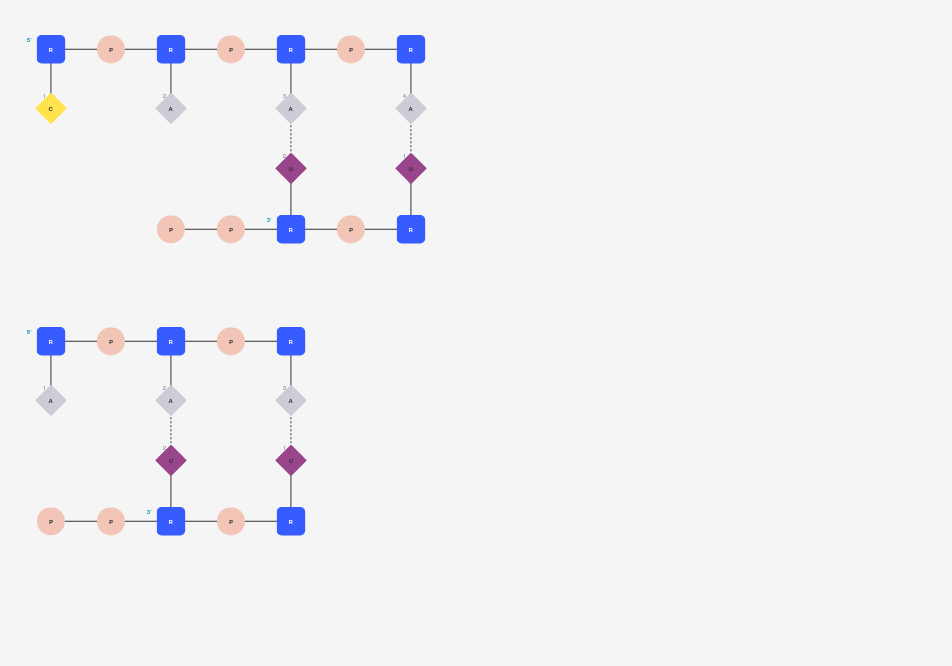 5'
R P R P R P R
1 2 3 4
C A A A
2 1
U U
3'
P P R P R
5'
R P R P R
1 2 3
A A A
2 1
U U
3'
P P R P R